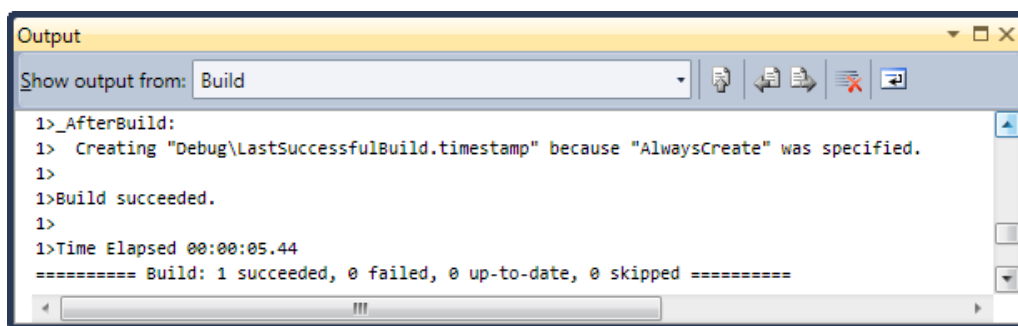 Output
Show output from: Build
1>_AfterBuild:
1>  Creating "Debug\LastSuccessfulBuild.timestamp" because "AlwaysCreate" was specified.
1>
1>Build succeeded.
1>
1>Time Elapsed 00:00:05.44
========== Build: 1 succeeded, 0 failed, 0 up-to-date, 0 skipped ==========